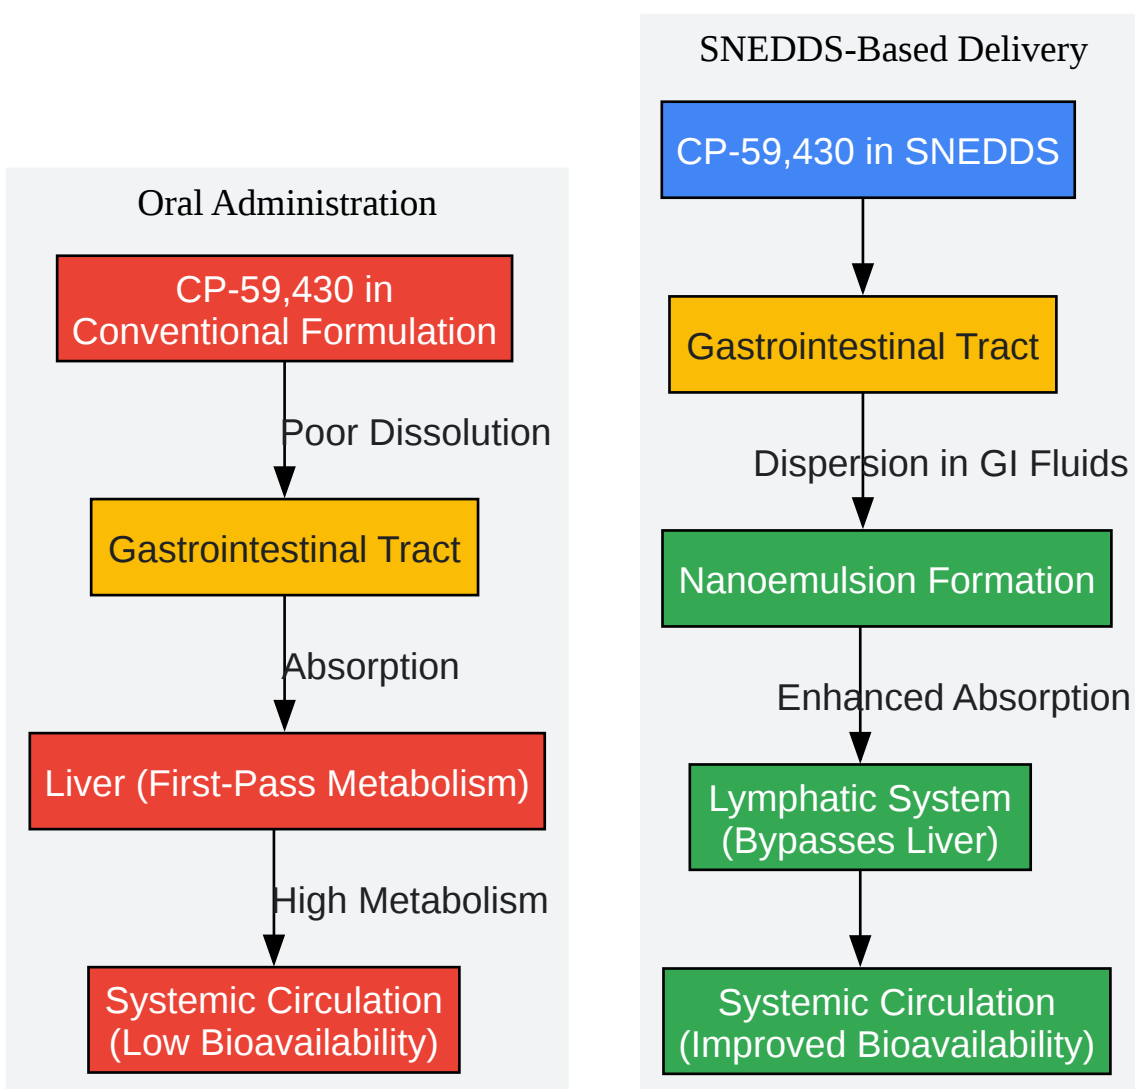 Oral Administration
CP-59,430 in
Conventional Formulation
Poor Dissolution
Gastrointestinal Tract
Absorption
Liver (First-Pass Metabolism)
High Metabolism
Systemic Circulation
(Low Bioavailability)
SNEDDS-Based Delivery
CP-59,430 in SNEDDS
Gastrointestinal Tract
Dispersion in GI Fluids
Nanoemulsion Formation
Enhanced Absorption
Lymphatic System
(Bypasses Liver)
Systemic Circulation
(Improved Bioavailability)